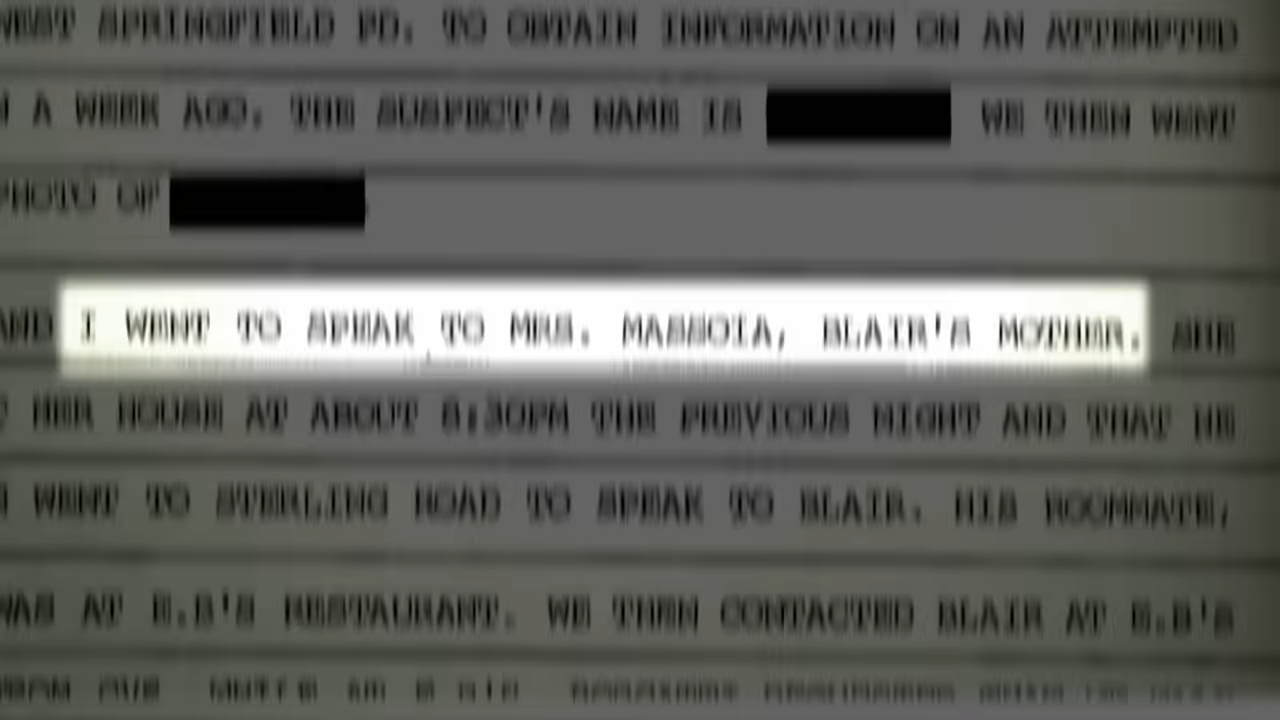 WEST SPRINGFIELD PD. TO OBTAIN INFORMATION ON AN ATTEMPTED
A WEEK AGO. THE SUSPECT'S NAME IS WE THEN WENT
PHOTO OF
AND I WENT TO SPEAK TO MRS. MASSOIA, BLAIR'S MOTHER. SHE
HER HOUSE AT ABOUT 8:30PM THE PREVIOUS NIGHT AND THAT HE
WENT TO STERLING ROAD TO SPEAK TO BLAIR. HIS ROOMMATE,
WAS AT E.B'S RESTAURANT. WE THEN CONTACTED BLAIR AT E.B'S